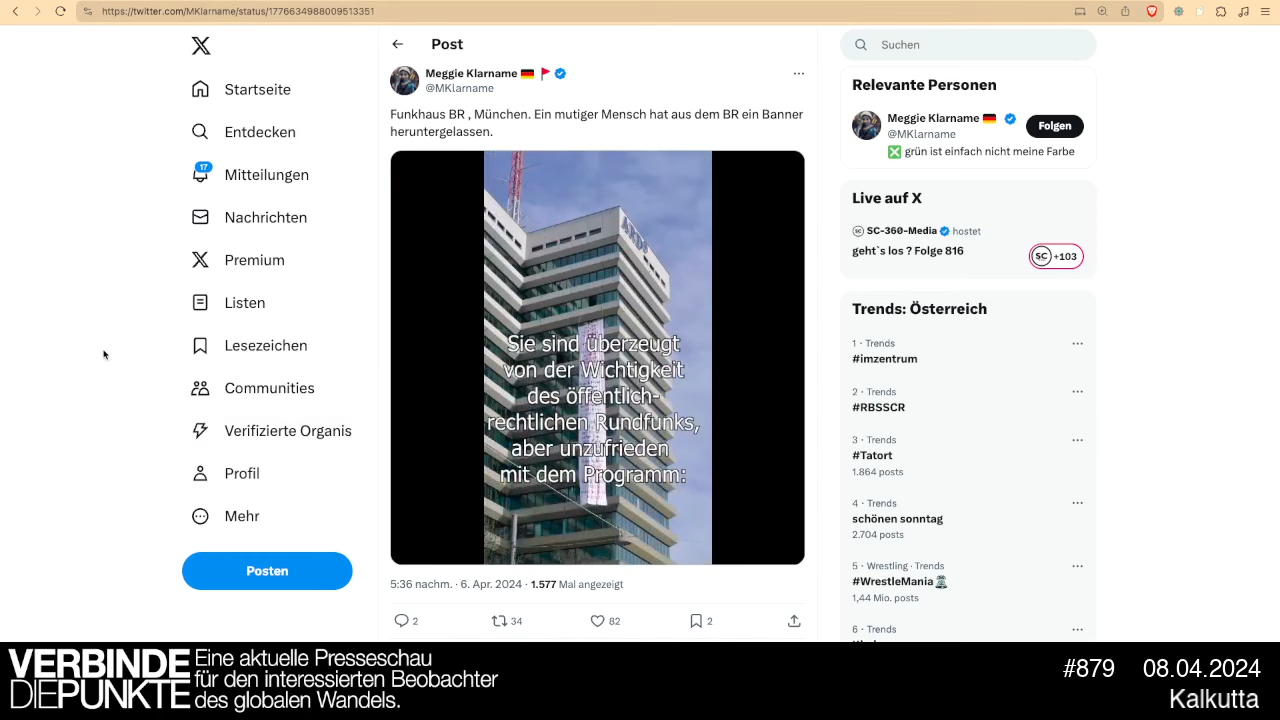 https://twitter.com/MKlarname/status/1776634988009513351
Post
Suchen
Meggie Klarname
@MKlarname
Funkhaus BR , München. Ein mutiger Mensch hat aus dem BR ein Banner
heruntergelassen.
Sie sind überzeugt
von der Wichtigkeit
des öffentlich-
rechtlichen Rundfunks,
aber unzufrieden
mit dem Programm:
5:36 nachm. · 6. Apr. 2024 · 1.577 Mal angezeigt
2
34
82
2
Startseite
Entdecken
17
Mitteilungen
Nachrichten
Premium
Listen
Lesezeichen
Communities
Verifizierte Organis
Profil
Mehr
Posten
Relevante Personen
Meggie Klarname
@MKlarname
Folgen
grün ist einfach nicht meine Farbe
Live auf X
SC SC-360-Media hostet
geht`s los ? Folge 816
SC +103
Trends: Österreich
1 · Trends
#imzentrum
2 · Trends
#RBSSCR
3 · Trends
#Tatort
1.864 posts
4 · Trends
schönen sonntag
2.704 posts
5 · Wrestling · Trends
#WrestleMania
1,44 Mio. posts
6 · Trends
VERBINDE
DIEPUNKTE
Eine aktuelle Presseschau
für den interessierten Beobachter
des globalen Wandels.
#879 08.04.2024
Kalkutta